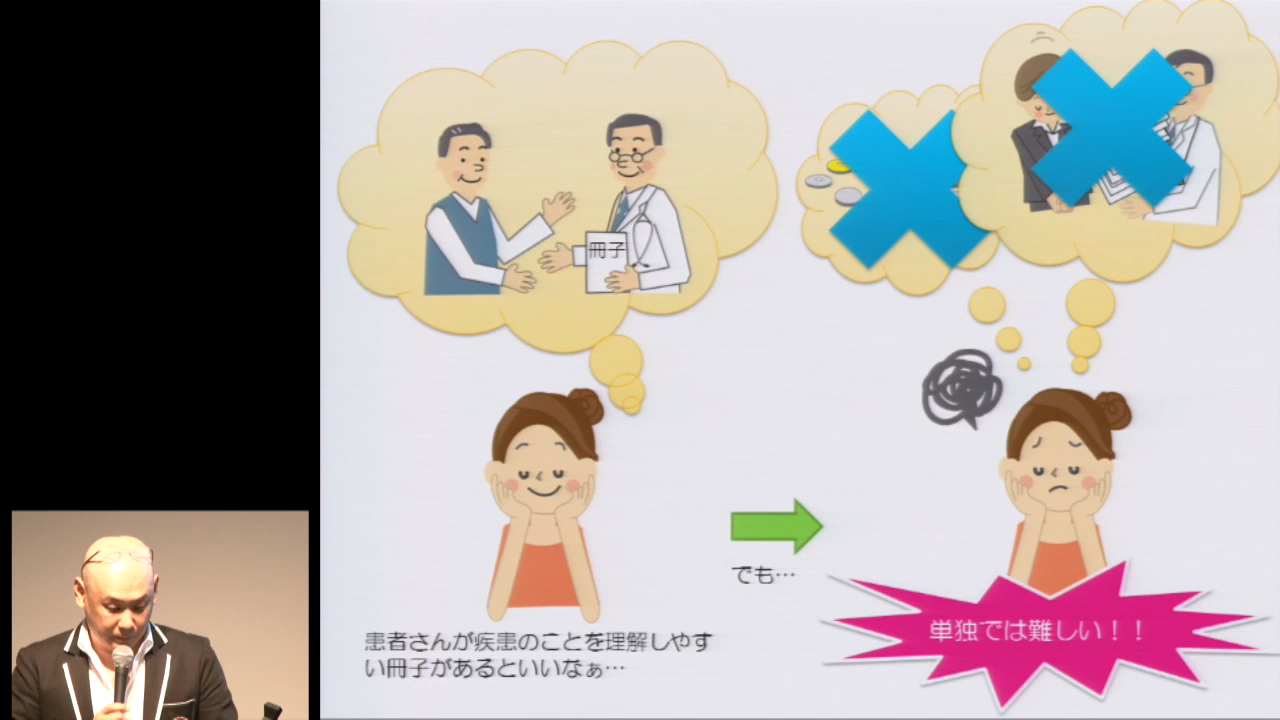 冊子
でも…
患者さんが疾患のことを理解しやす
い冊子があるといいなぁ…
単独では難しい！！